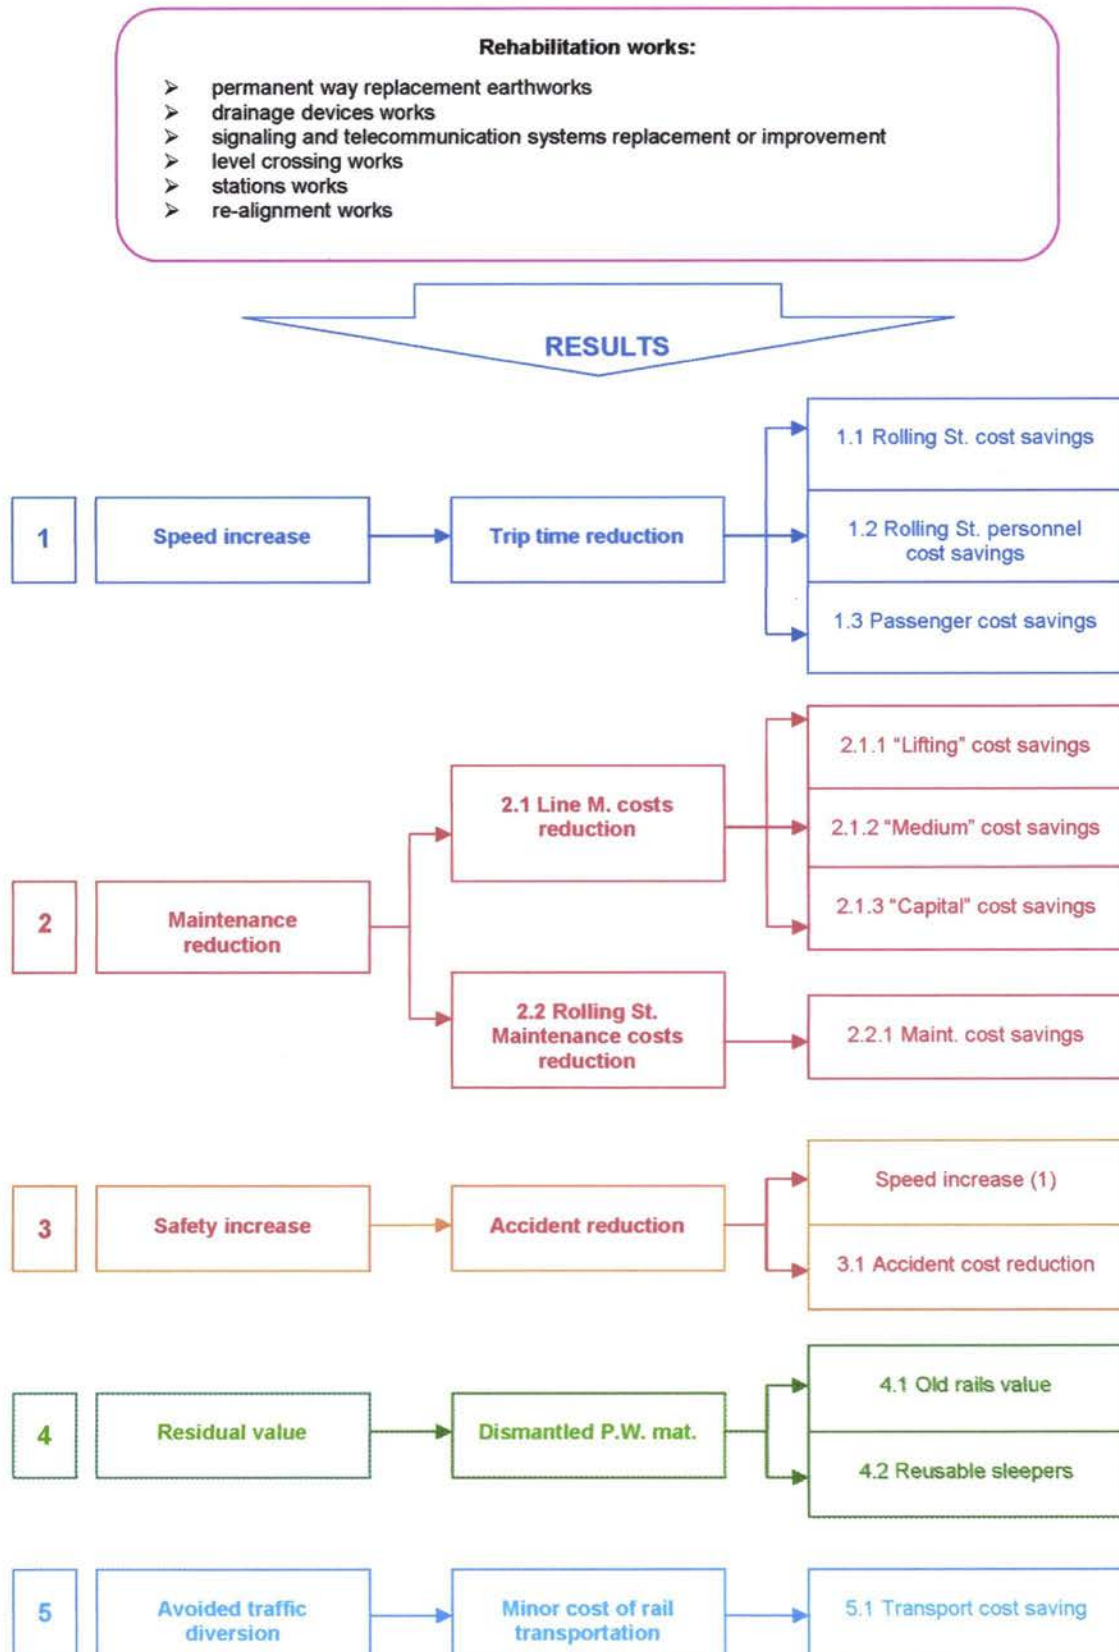 Rehabilitation works:
➢ permanent way replacement earthworks
➢ drainage devices works
➢ signaling and telecommunication systems replacement or improvement
➢ level crossing works
➢ stations works
➢ re-alignment works
RESULTS
1
Speed increase
Trip time reduction
1.1 Rolling St. cost savings
1.2 Rolling St. personnel
cost savings
1.3 Passenger cost savings
2
Maintenance
reduction
2.1 Line M. costs
reduction
2.1.1 “Lifting” cost savings
2.1.2 “Medium” cost savings
2.1.3 “Capital” cost savings
2.2 Rolling St.
Maintenance costs
reduction
2.2.1 Maint. cost savings
3
Safety increase
Accident reduction
Speed increase (1)
3.1 Accident cost reduction
4
Residual value
Dismantled P.W. mat.
4.1 Old rails value
4.2 Reusable sleepers
5
Avoided traffic
diversion
Minor cost of rail
transportation
5.1 Transport cost saving